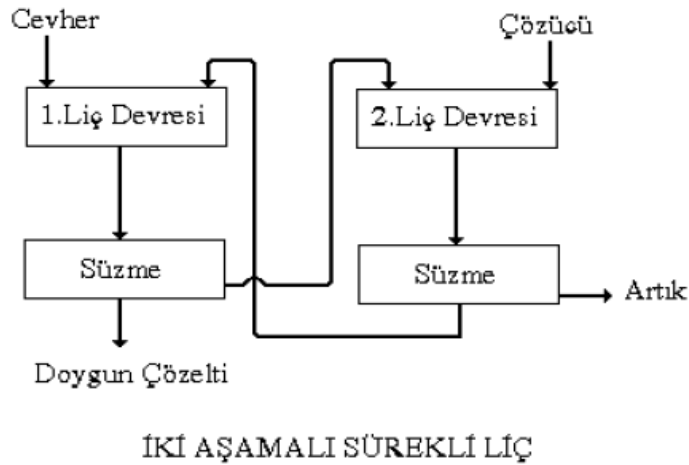 Cevher
Çözücü
1.Liç Devresi
2.Liç Devresi
Süzme
Süzme
Artık
Doygun Çözelti
İKİ AŞAMALI SÜREKLİ LİÇ